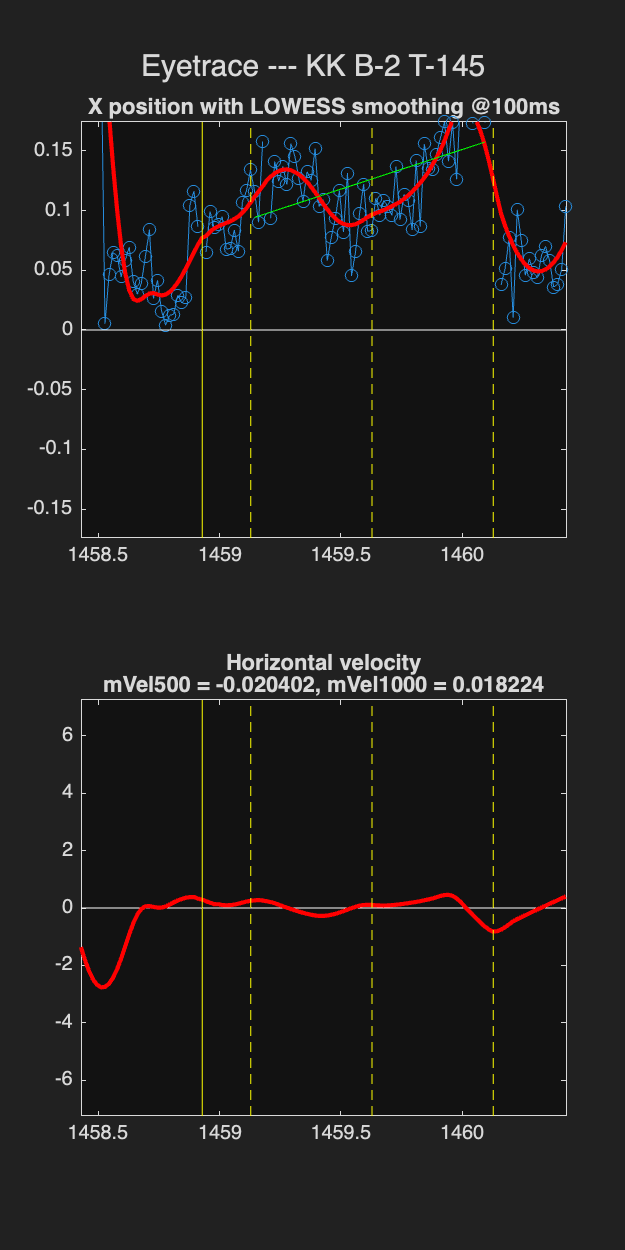 Eyetrace --- KK B-2 T-145
X position with LOWESS smoothing @100ms
0.15
0.1
0.05
0
-0.05
-0.1
-0.15
1458.5 1459 1459.5 1460
Horizontal velocity
mVel500 = -0.020402, mVel1000 = 0.018224
6
4
2
0
-2
-4
-6
1458.5 1459 1459.5 1460